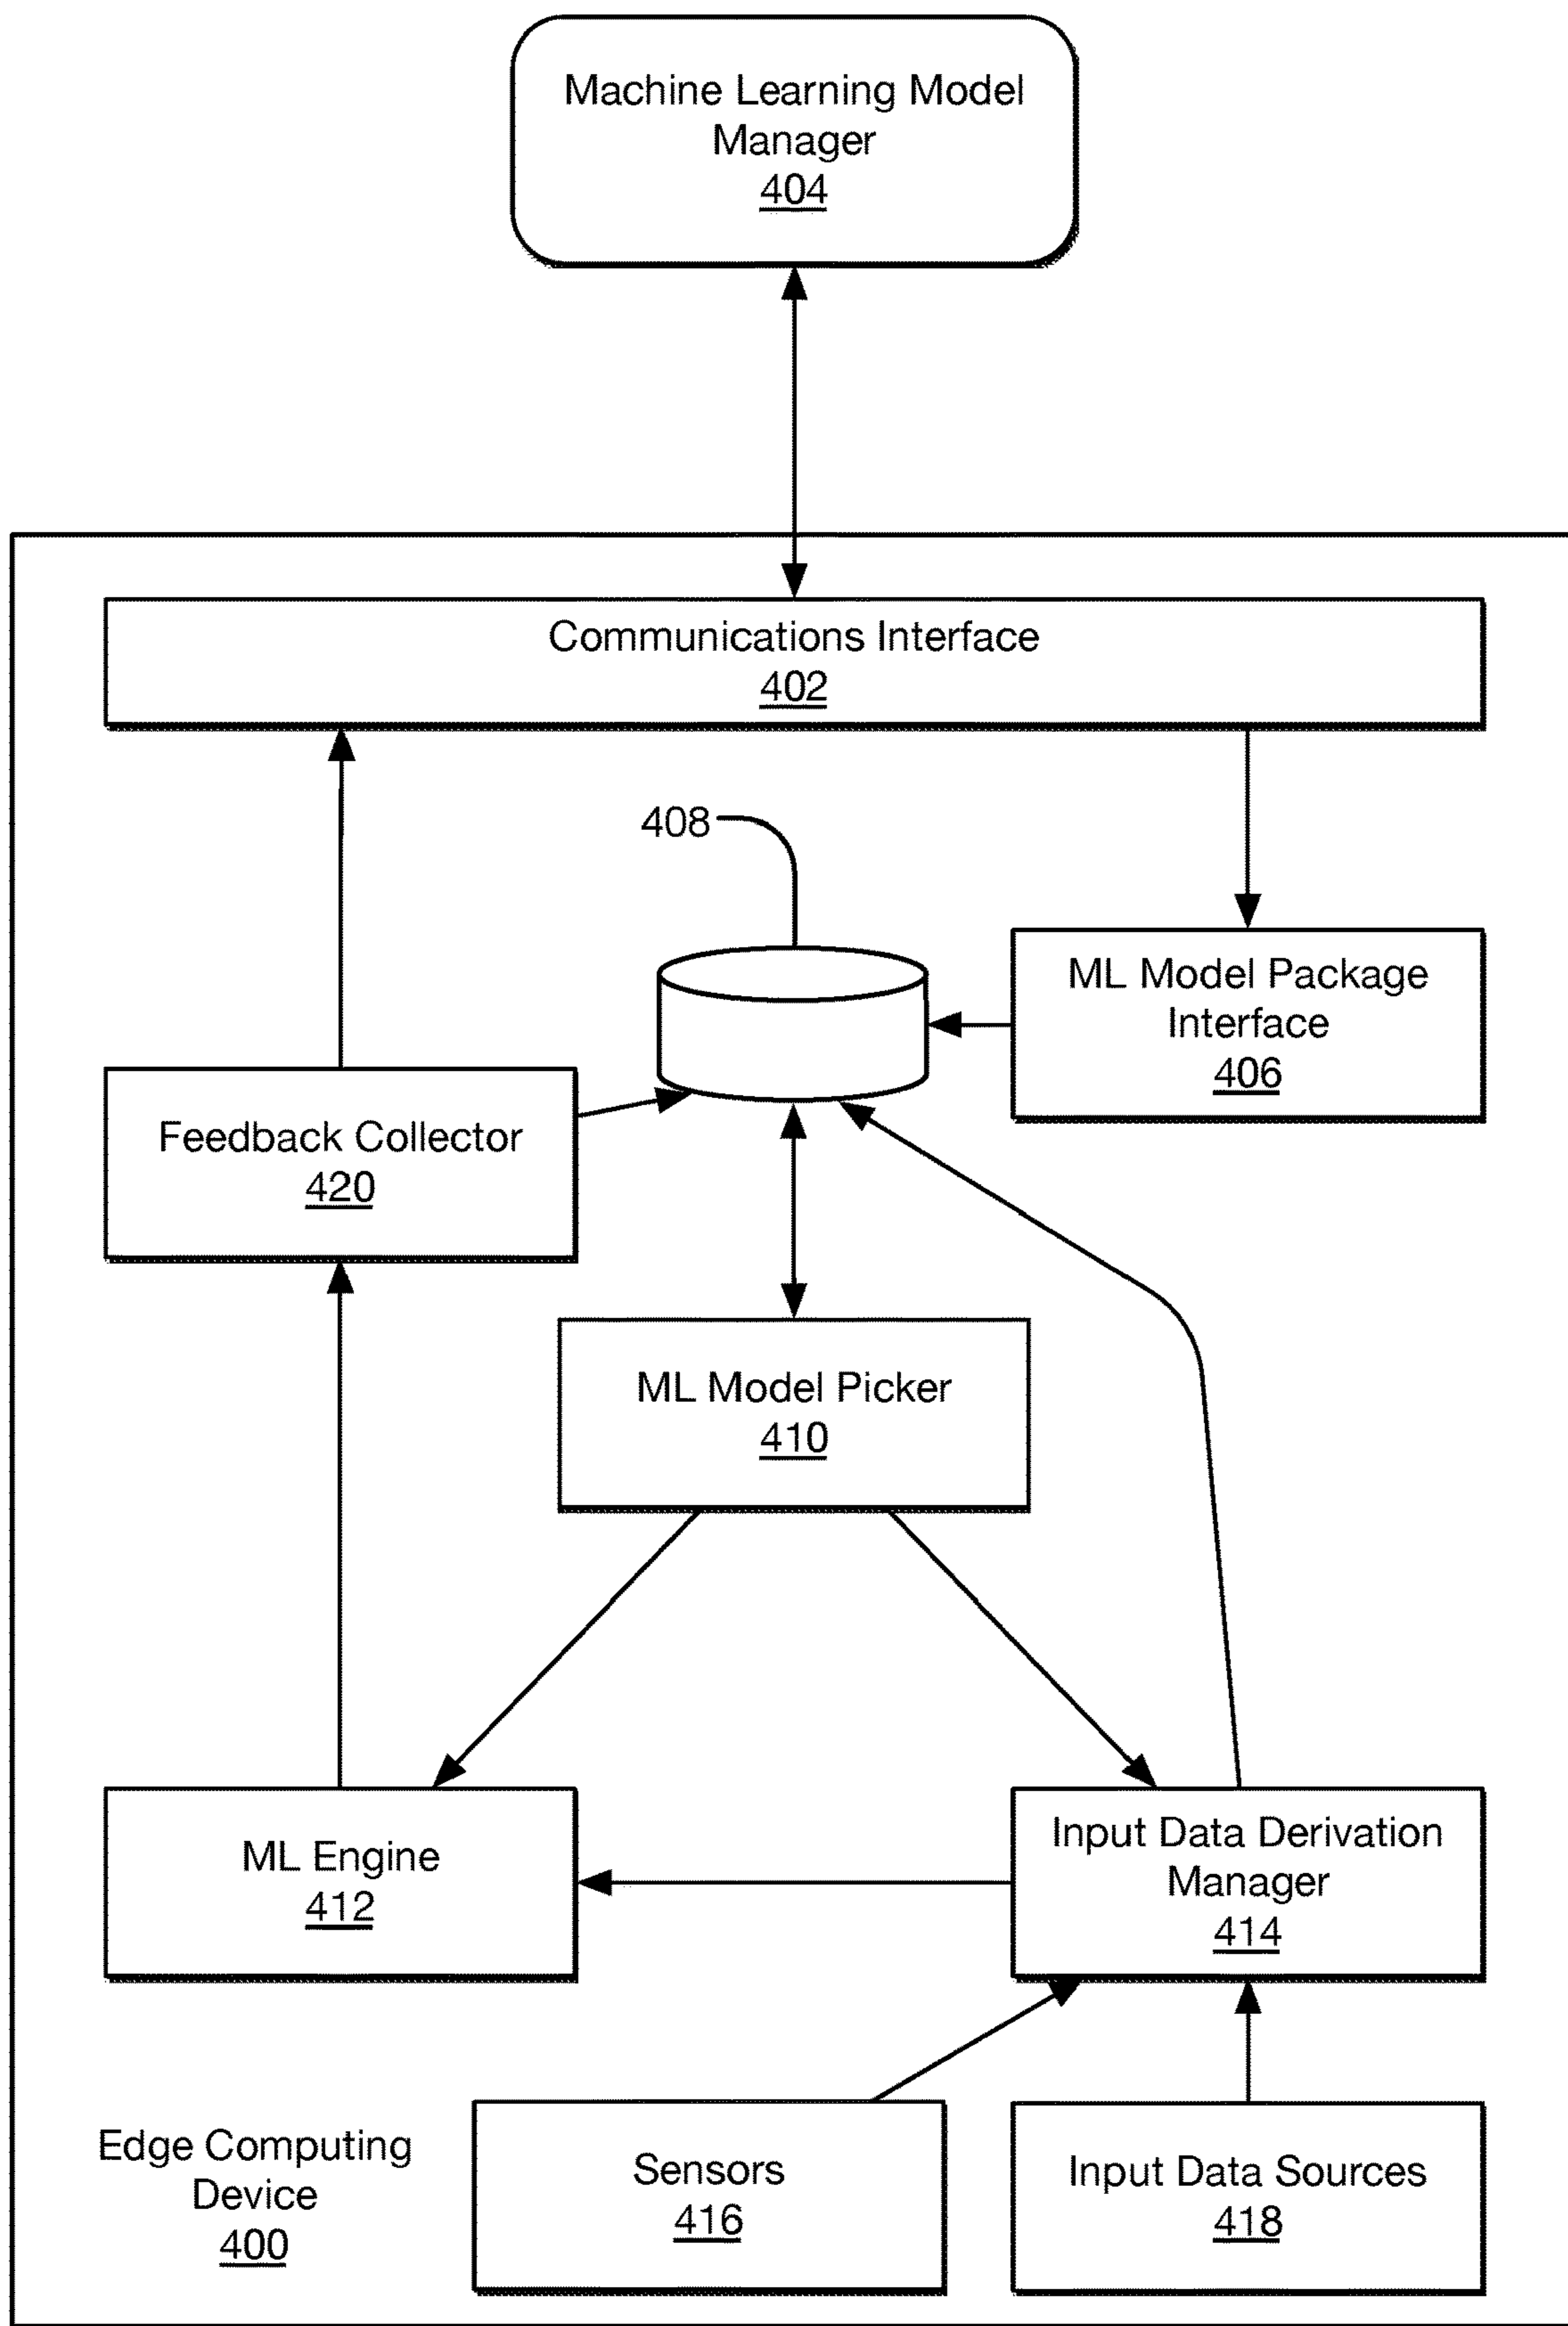 Machine Learning Model
Manager
404
Communications Interface
402
408
ML Model Package
Interface
406
Feedback Collector
420
ML Model Picker
410
ML Engine
412
Input Data Derivation
Manager
414
Edge Computing
Device
400
Sensors
416
Input Data Sources
418